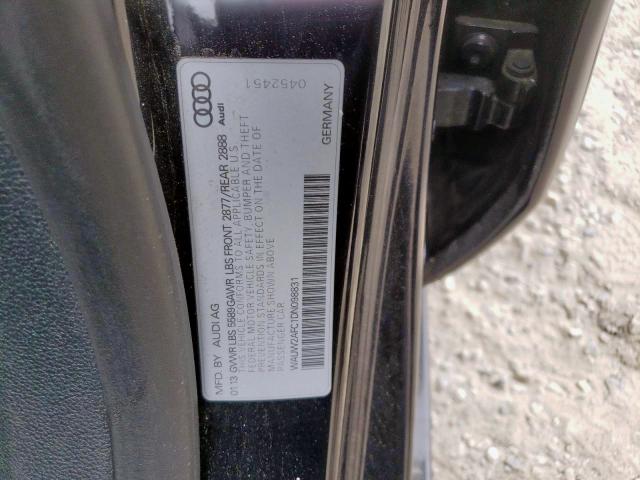 MFD. BY AUDI AG
01 13 GVWR LBS 5589 GAWR LBS FRONT 2877/REAR 2888
THIS VEHICLE CONFORMS TO ALL APPLICABLE U.S.
FEDERAL MOTOR VEHICLE SAFETY, BUMPER AND THEFT
PREVENTION STANDARDS IN EFFECT ON THE DATE OF
MANUFACTURE SHOWN ABOVE
PASSENGER CAR
WAUW2AFC1DN098831
GERMANY
Audi
0452451